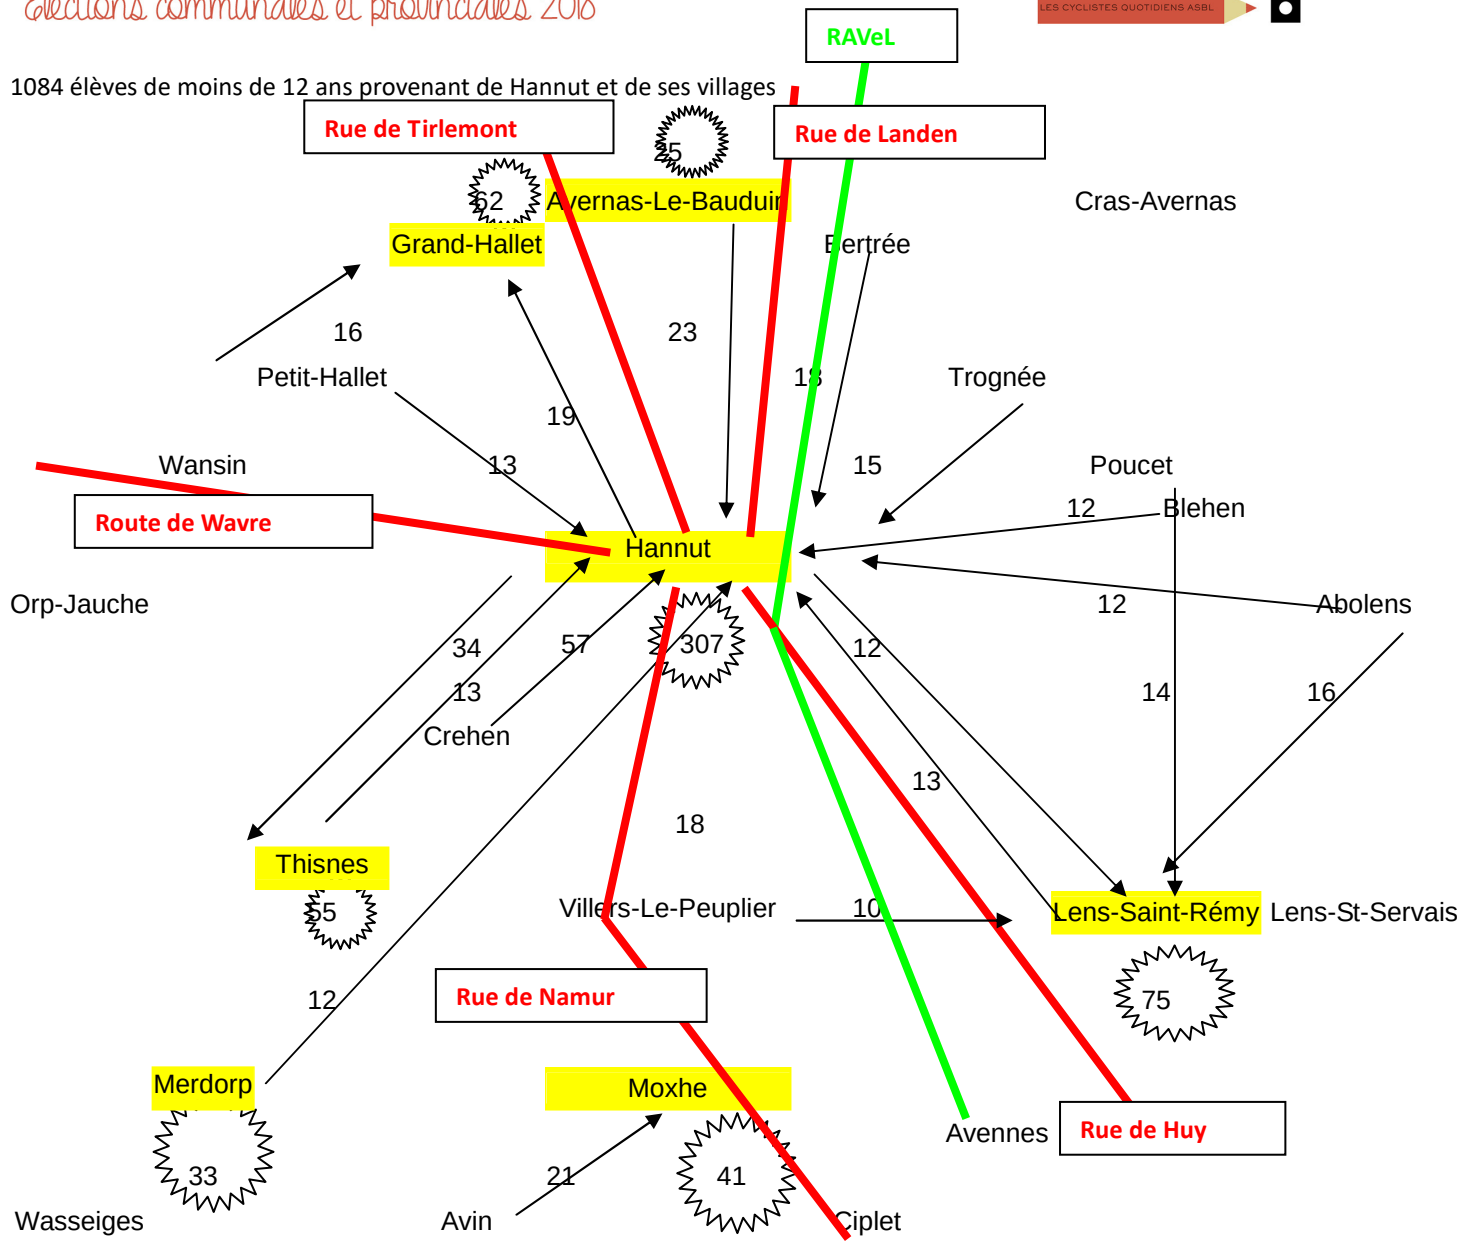 Elections communales et provinciales 2018
LES CYCLISTES QUOTIDIENS ASBL
RAVeL
1084 élèves de moins de 12 ans provenant de Hannut et de ses villages
Rue de Tirlemont
Rue de Landen
25
62
Avernas-Le-Bauduin
Cras-Avernas
Grand-Hallet
Bertrée
16
23
Petit-Hallet
18
Trognée
19
Wansin
13
15
Poucet
12
Blehen
Route de Wavre
Hannut
Orp-Jauche
12
Abolens
34
57
307
12
13
14
16
Crehen
13
18
Thisnes
55
Villers-Le-Peuplier
10
Lens-Saint-Rémy
Lens-St-Servais
Rue de Namur
12
75
Merdorp
Moxhe
Avennes
Rue de Huy
33
21
41
Wasseiges
Avin
Ciplet